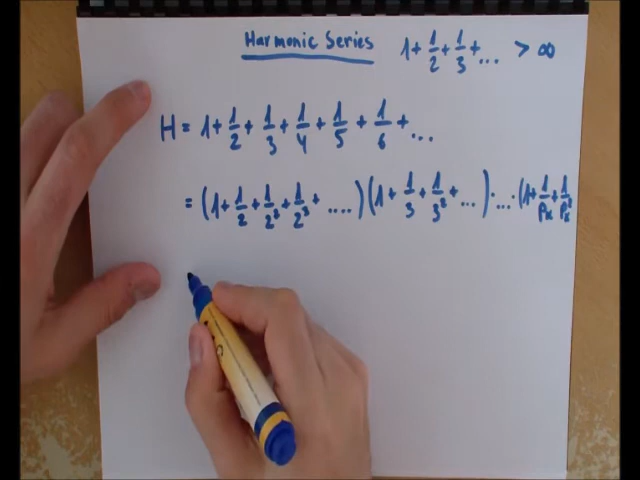 Harmonic Series 1 + 1/2 + 1/3 + ... > ∞
H = 1 + 1/2 + 1/3 + 1/4 + 1/5 + 1/6 + ...
= (1 + 1/2 + 1/2² + 1/2³ + ....) (1 + 1/3 + 1/3² + ...) · ... · (1 + 1/Pk + 1/Pk²